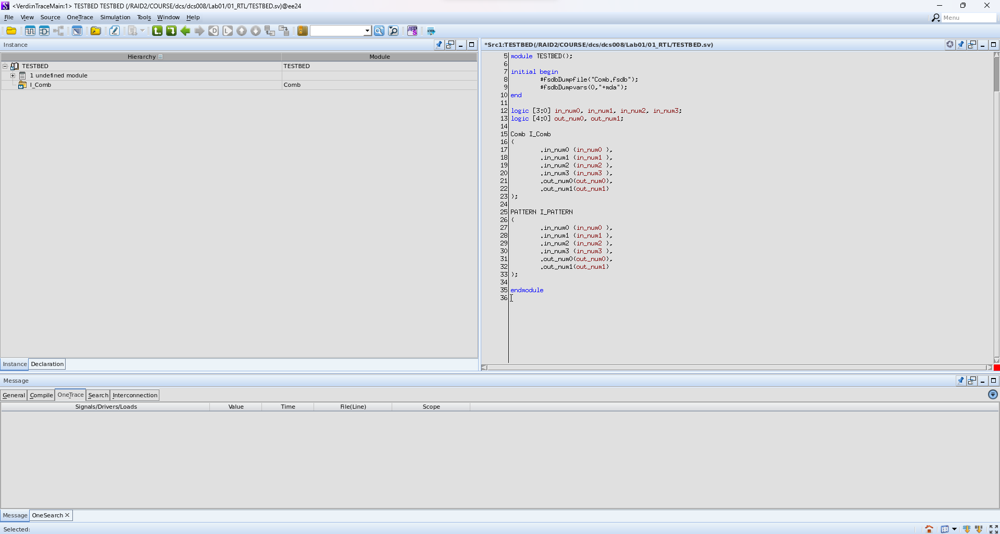 <Verdi:nTraceMain:1> TESTBED TESTBED (/RAID2/COURSE/dcs/dcs008/Lab01/01_RTL/TESTBED.sv)@ee24
File View Source OneTrace Simulation Tools Window Help
Menu
Instance
Hierarchy Module
TESTBED TESTBED
1 undefined module
I_Comb Comb
Instance Declaration
*Src1:TESTBED(/RAID2/COURSE/dcs/dcs008/Lab01/01_RTL/TESTBED.sv)
5 module TESTBED();
6
7 initial begin
8 $fsdbDumpfile("Comb.fsdb");
9 $fsdbDumpvars(0,"+mda");
10 end
11
12 logic [3:0] in_num0, in_num1, in_num2, in_num3;
13 logic [4:0] out_num0, out_num1;
14
15 Comb I_Comb
16 (
17 .in_num0 (in_num0 ),
18 .in_num1 (in_num1 ),
19 .in_num2 (in_num2 ),
20 .in_num3 (in_num3 ),
21 .out_num0(out_num0),
22 .out_num1(out_num1)
23 );
24
25 PATTERN I_PATTERN
26 (
27 .in_num0 (in_num0 ),
28 .in_num1 (in_num1 ),
29 .in_num2 (in_num2 ),
30 .in_num3 (in_num3 ),
31 .out_num0(out_num0),
32 .out_num1(out_num1)
33 );
34
35 endmodule
36
Message
General Compile OneTrace Search Interconnection
Signals/Drivers/Loads Value Time File(Line) Scope
Message OneSearch
Selected: